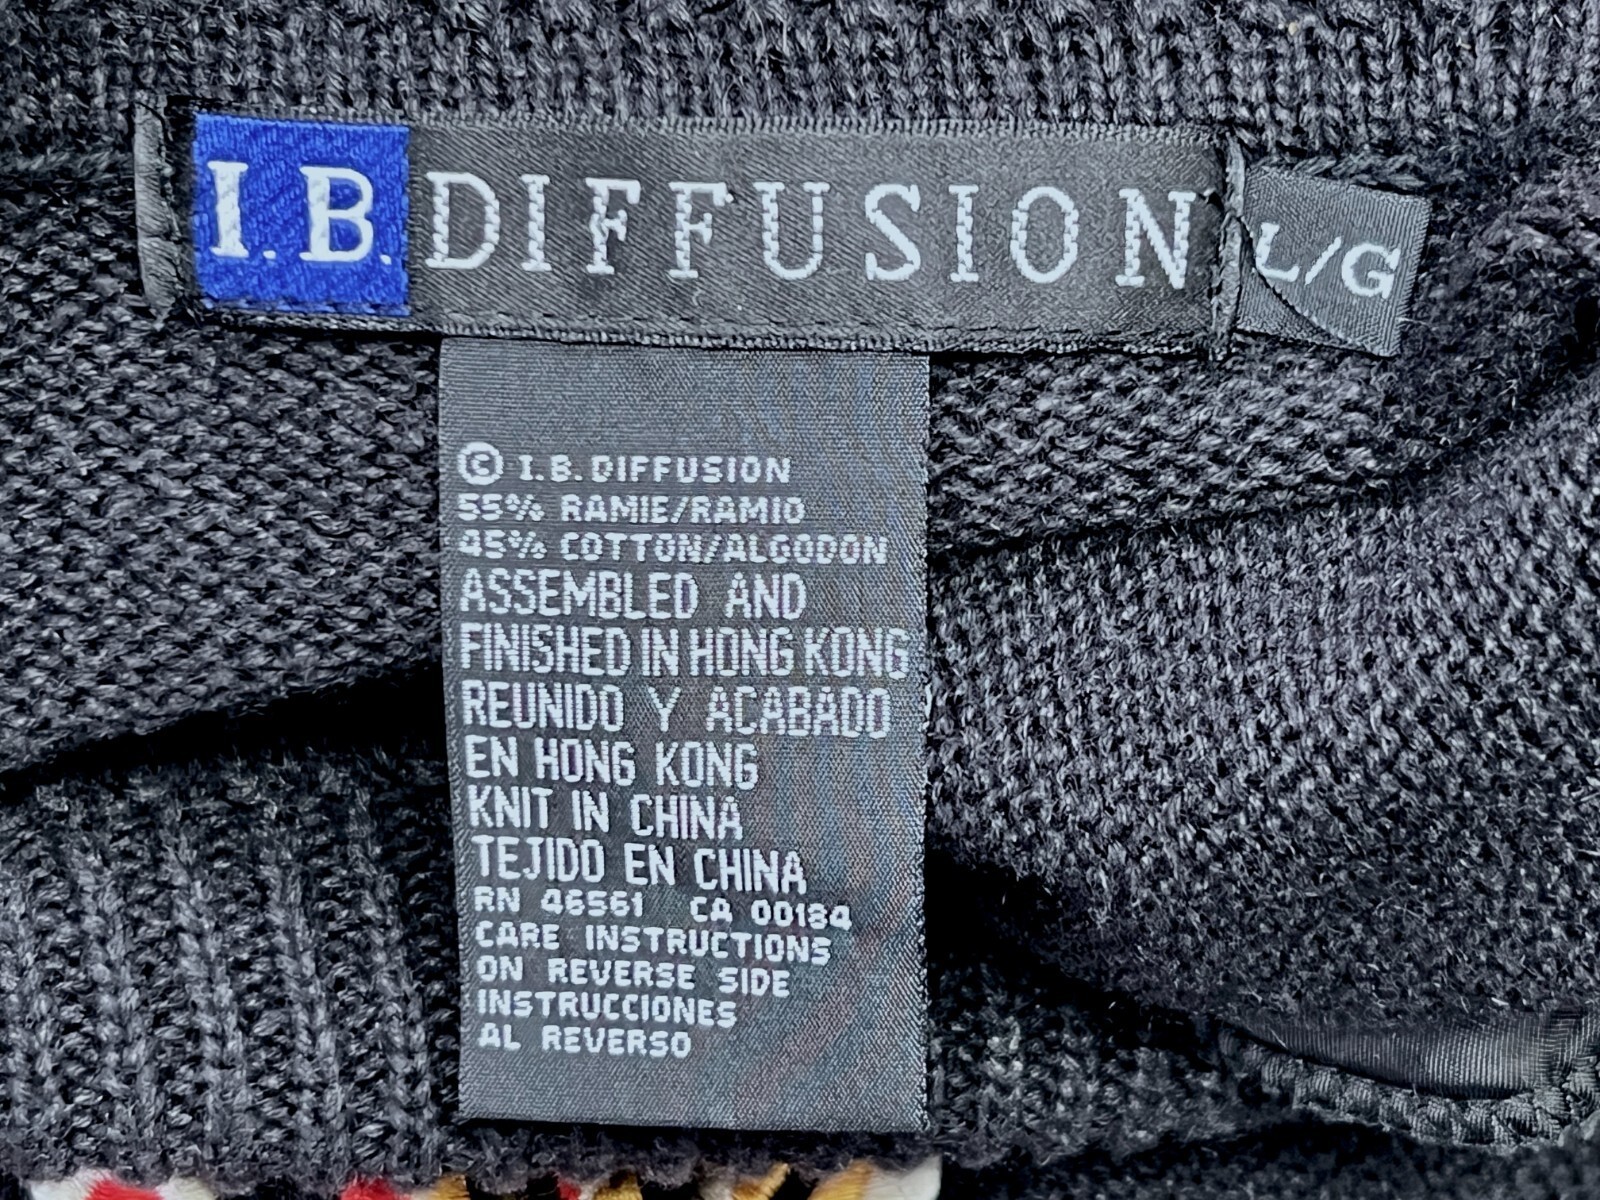 I.B. DIFFUSION L/G
© I.B.DIFFUSION
55% RAMIE/RAMIO
45% COTTON/ALGODON
ASSEMBLED AND
FINISHED IN HONG KONG
REUNIDO Y ACABADO
EN HONG KONG
KNIT IN CHINA
TEJIDO EN CHINA
RN 46561 CA 00184
CARE INSTRUCTIONS
ON REVERSE SIDE
INSTRUCCIONES
AL REVERSO